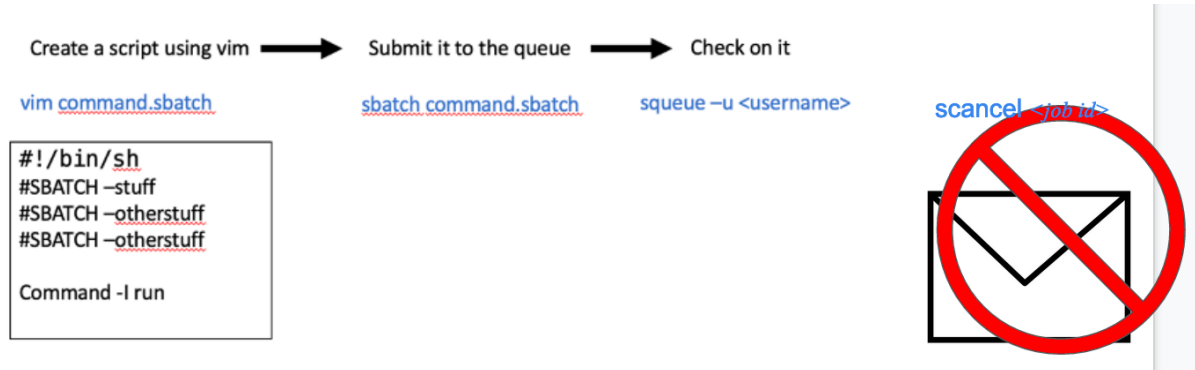 Create a script using vim
Submit it to the queue
Check on it
vim command.sbatch
sbatch command.sbatch
squeue –u <username>
scancel <job id>
#!/bin/sh
#SBATCH –stuff
#SBATCH –otherstuff
#SBATCH –otherstuff
Command -I run